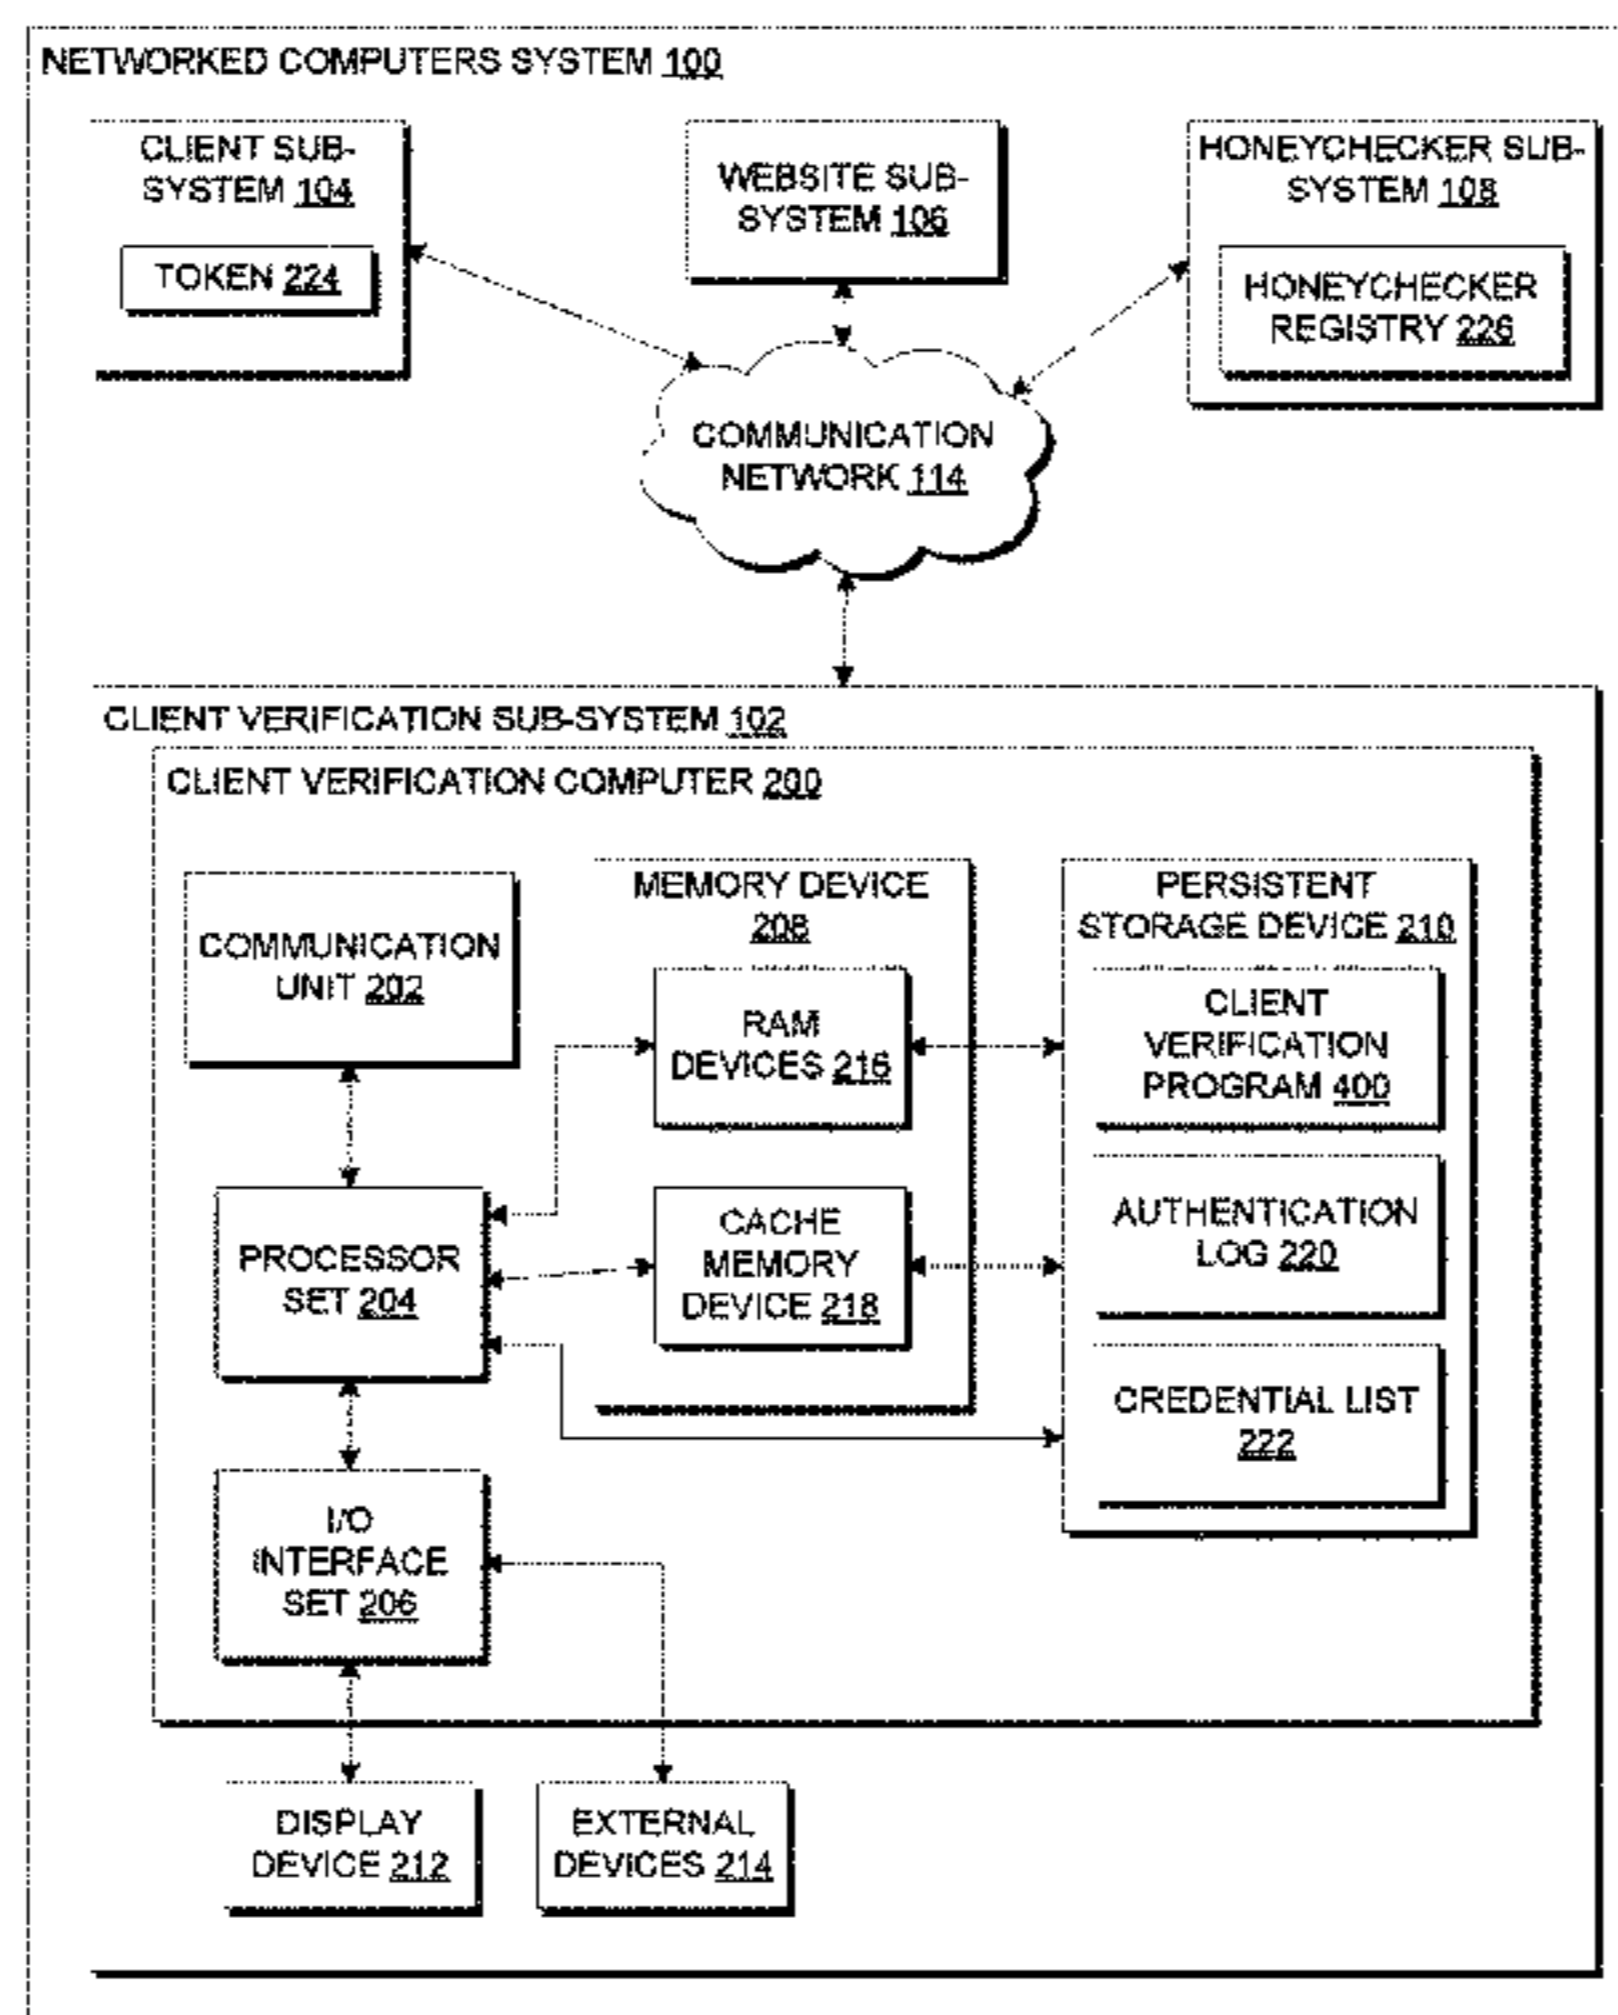 NETWORKED COMPUTERS SYSTEM 100
CLIENT SUB-
SYSTEM 104
TOKEN 224
WEBSITE SUB-
SYSTEM 106
HONEYCHECKER SUB-
SYSTEM 108
HONEYCHECKER
REGISTRY 226
COMMUNICATION
NETWORK 114
CLIENT VERIFICATION SUB-SYSTEM 102
CLIENT VERIFICATION COMPUTER 200
COMMUNICATION
UNIT 202
MEMORY DEVICE
208
PERSISTENT
STORAGE DEVICE 210
RAM
DEVICES 216
CLIENT
VERIFICATION
PROGRAM 400
PROCESSOR
SET 204
CACHE
MEMORY
DEVICE 218
AUTHENTICATION
LOG 220
CREDENTIAL LIST
222
I/O
INTERFACE
SET 206
DISPLAY
DEVICE 212
EXTERNAL
DEVICES 214